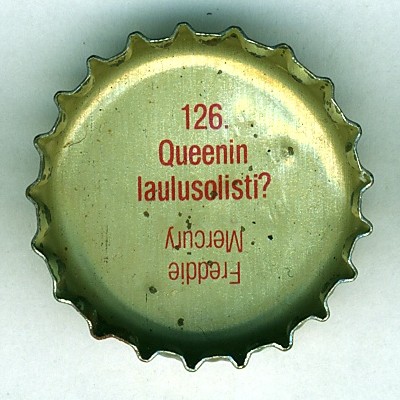 126.
Queenin
laulusolisti?
Freddie
Mercury